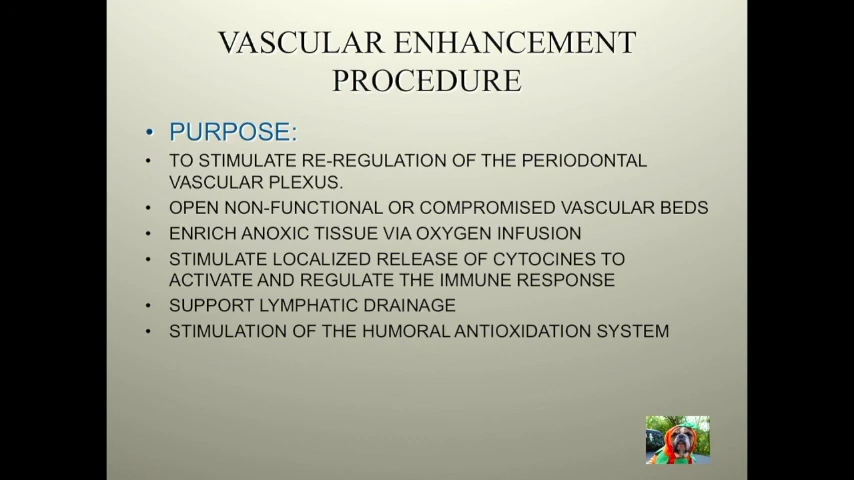 VASCULAR ENHANCEMENT
PROCEDURE
• PURPOSE:
• TO STIMULATE RE-REGULATION OF THE PERIODONTAL
VASCULAR PLEXUS.
• OPEN NON-FUNCTIONAL OR COMPROMISED VASCULAR BEDS
• ENRICH ANOXIC TISSUE VIA OXYGEN INFUSION
• STIMULATE LOCALIZED RELEASE OF CYTOCINES TO
ACTIVATE AND REGULATE THE IMMUNE RESPONSE
• SUPPORT LYMPHATIC DRAINAGE
• STIMULATION OF THE HUMORAL ANTIOXIDATION SYSTEM